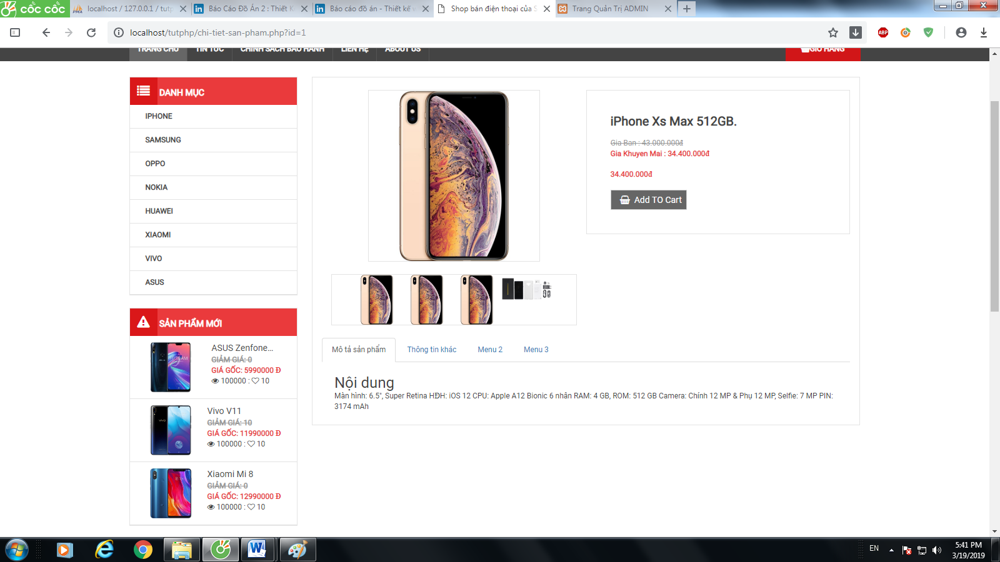 cốc cốc
localhost / 127.0.0.1 / tutp
Báo Cáo Đồ Án 2 : Thiết K
Báo cáo đồ án - Thiết kế v
Shop bán điện thoại của S
Trang Quản Trị ADMIN
localhost/tutphp/chi-tiet-san-pham.php?id=1
ABP
TRANG CHỦ
TIN TỨC
CHÍNH SÁCH BẢO HÀNH
LIÊN HỆ
ABOUT US
GIỎ HÀNG
DANH MỤC
IPHONE
SAMSUNG
OPPO
NOKIA
HUAWEI
XIAOMI
VIVO
ASUS
SẢN PHẨM MỚI
ASUS Zenfone...
GIẢM GIÁ: 0
GIÁ GỐC: 5990000 Đ
100000 : 10
Vivo V11
GIẢM GIÁ: 10
GIÁ GỐC: 11990000 Đ
100000 : 10
Xiaomi Mi 8
GIẢM GIÁ: 0
GIÁ GỐC: 12990000 Đ
100000 : 10
iPhone Xs Max 512GB.
Gia Ban : 43.000.000đ
Gia Khuyen Mai : 34.400.000đ
34.400.000đ
Add TO Cart
Mô tả sản phẩm
Thông tin khác
Menu 2
Menu 3
Nội dung
Màn hình: 6.5", Super Retina HĐH: iOS 12 CPU: Apple A12 Bionic 6 nhân RAM: 4 GB, ROM: 512 GB Camera: Chính 12 MP & Phụ 12 MP, Selfie: 7 MP PIN:
3174 mAh
EN
5:41 PM
3/19/2019